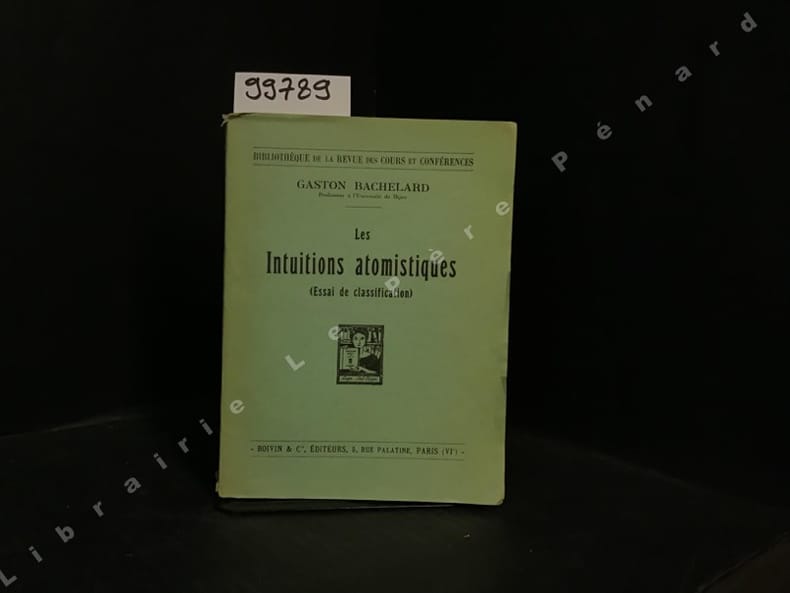 99789
BIBLIOTHÈQUE DE LA REVUE DES COURS ET CONFÉRENCES
GASTON BACHELARD
Professeur à l'Université de Dijon
Les
Intuitions atomistiques
(Essai de classification)
- BOIVIN & Cie, ÉDITEURS, 5, RUE PALATINE, PARIS (VIe) -
Librairie Le Père Pénard